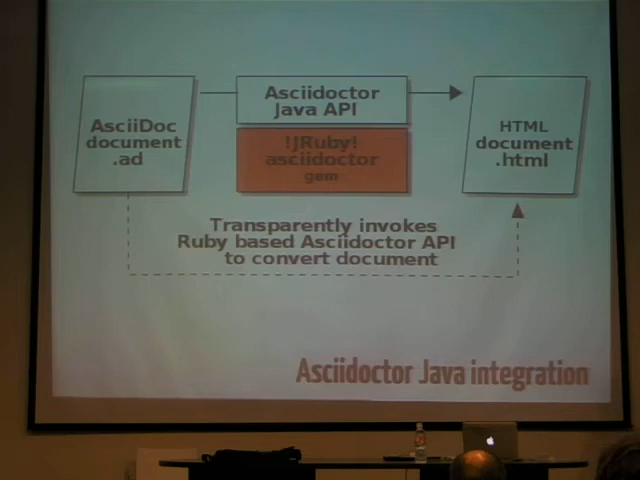 AsciiDoc
document
.ad
Asciidoctor
Java API
!JRuby!
asciidoctor
gem
HTML
document
.html
Transparently invokes
Ruby based Asciidoctor API
to convert document
Asciidoctor Java integration